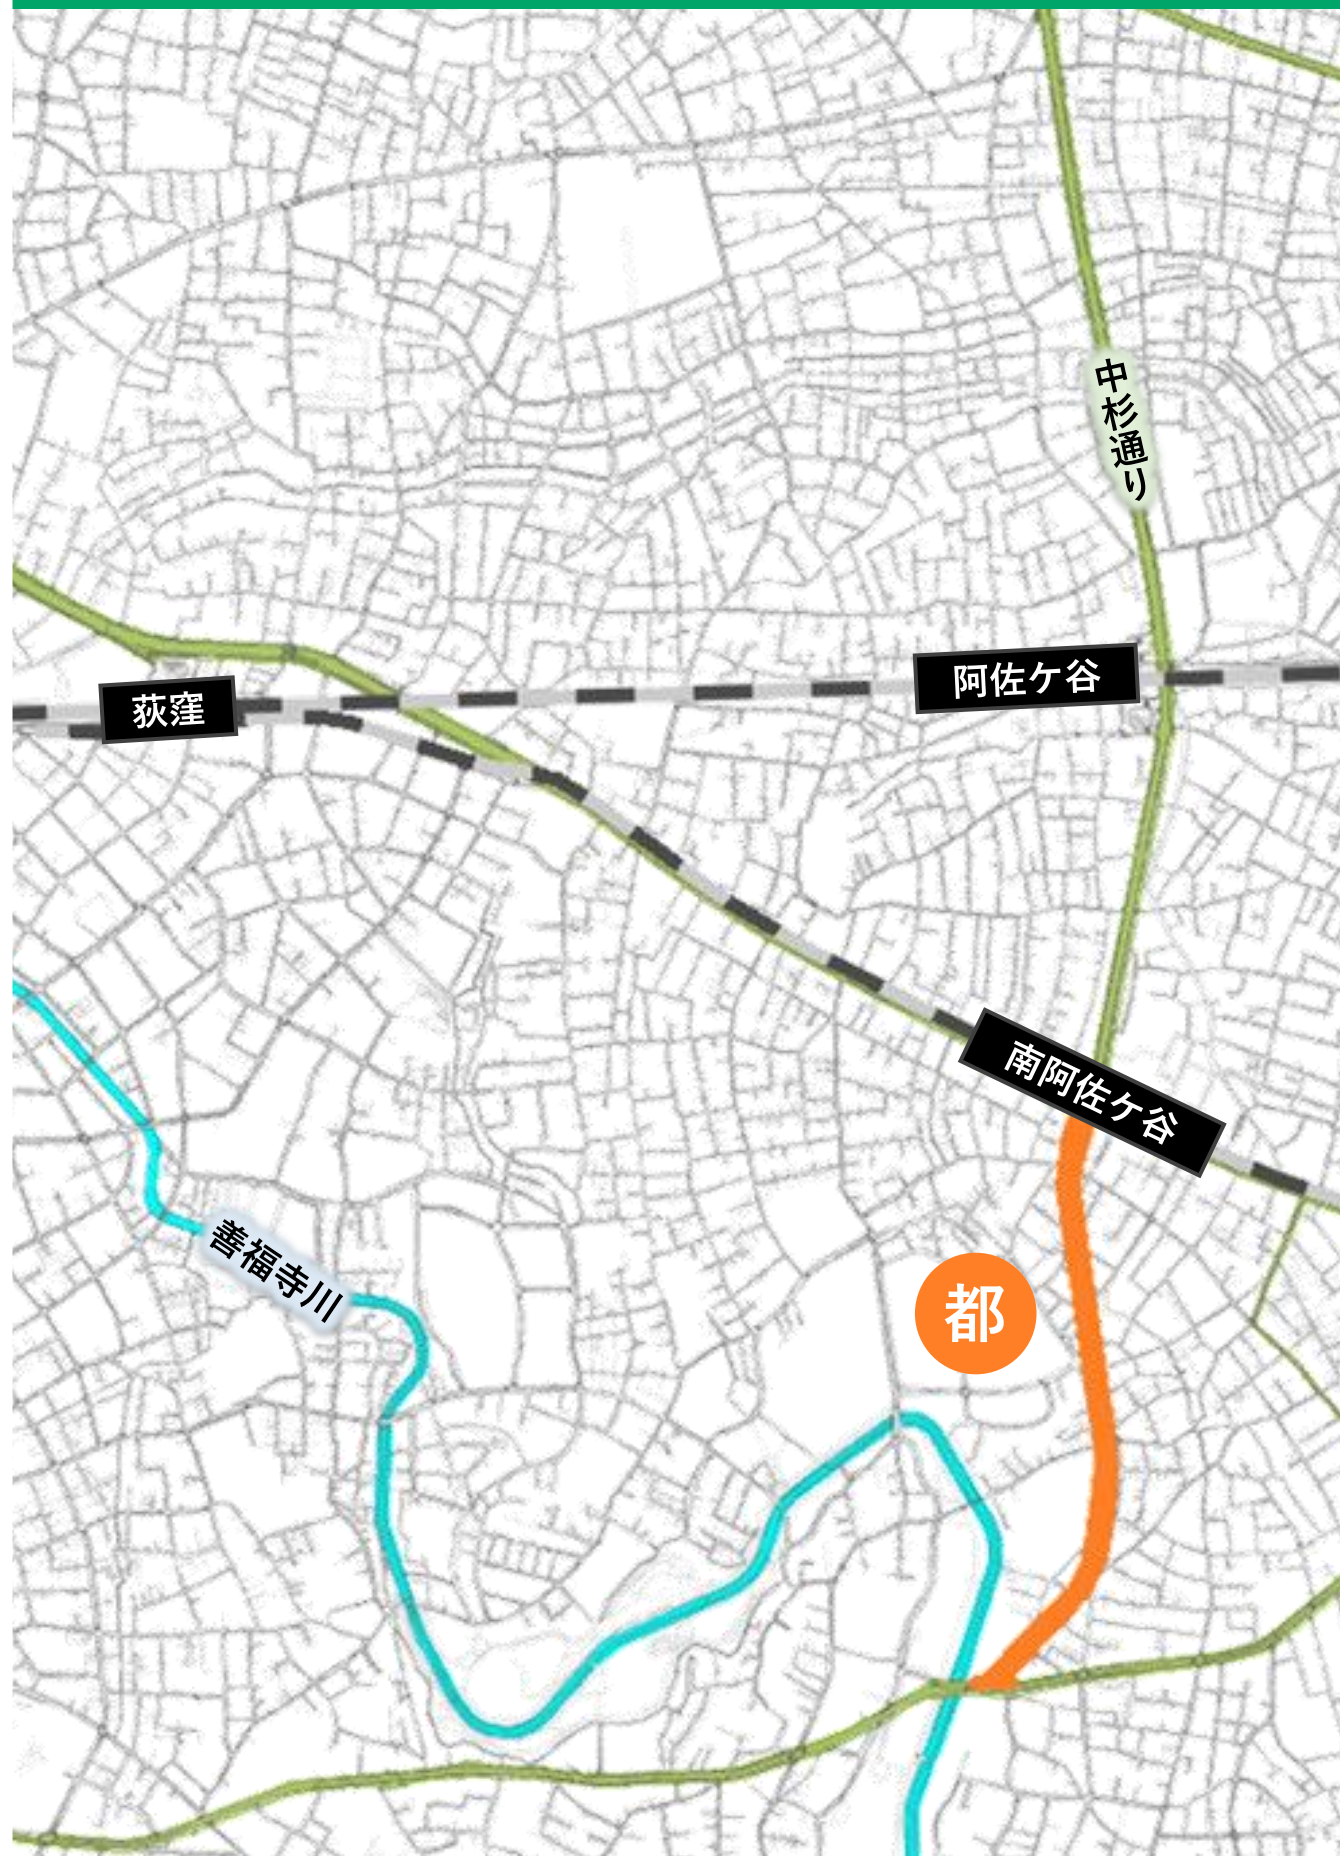 中杉通り
阿佐ケ谷
荻窪
南阿佐ケ谷
善福寺川
都